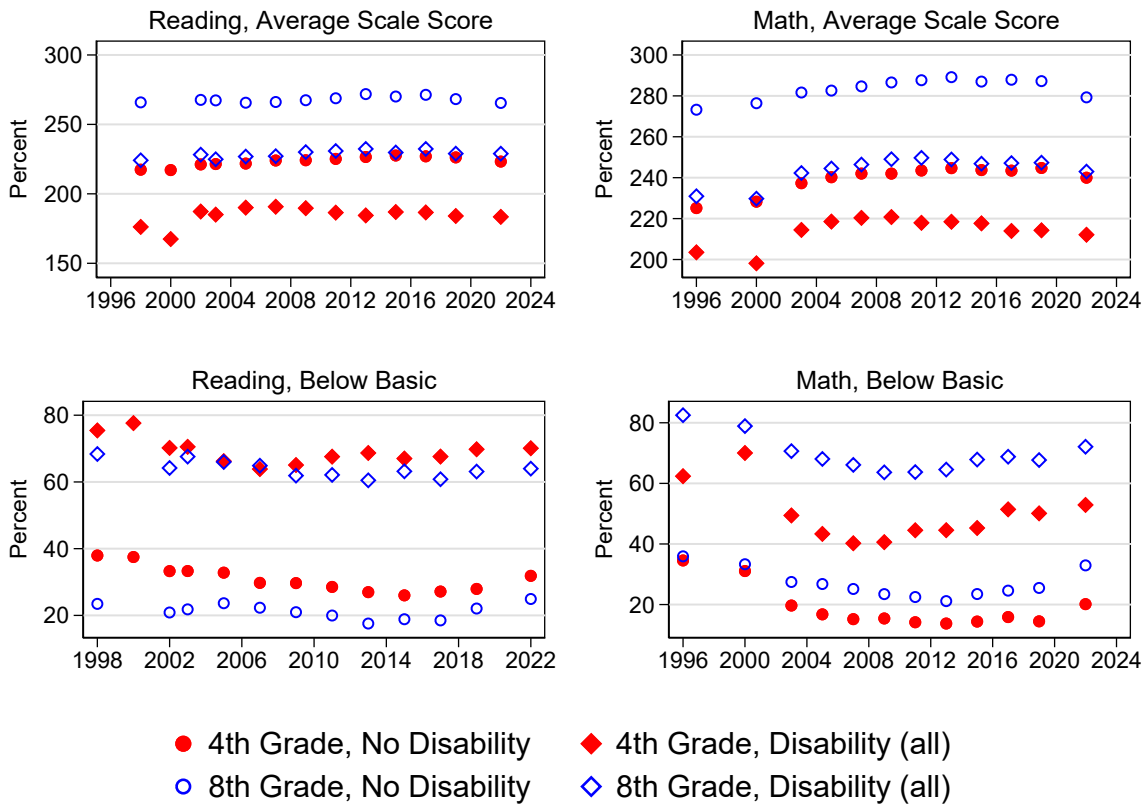 Reading, Average Scale Score
Percent
300
250
200
150
1996 2000 2004 2008 2012 2016 2020 2024
Math, Average Scale Score
Percent
300
280
260
240
220
200
1996 2000 2004 2008 2012 2016 2020 2024
Reading, Below Basic
Percent
80
60
40
20
1998 2002 2006 2010 2014 2018 2022
Math, Below Basic
Percent
80
60
40
20
1996 2000 2004 2008 2012 2016 2020 2024
4th Grade, No Disability
4th Grade, Disability (all)
8th Grade, No Disability
8th Grade, Disability (all)